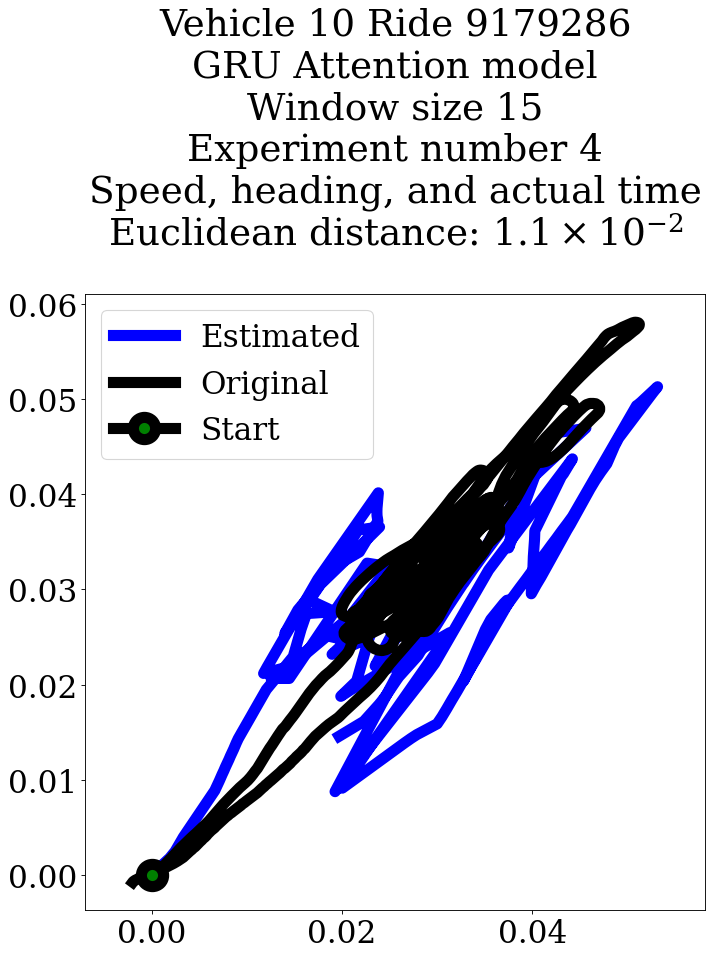 Vehicle 10 Ride 9179286
GRU Attention model
Window size 15
Experiment number 4
Speed, heading, and actual time
Euclidean distance: 1.1 × 10⁻²
0.06
0.05
0.04
0.03
0.02
0.01
0.00
Estimated
Original
Start
0.00 0.02 0.04